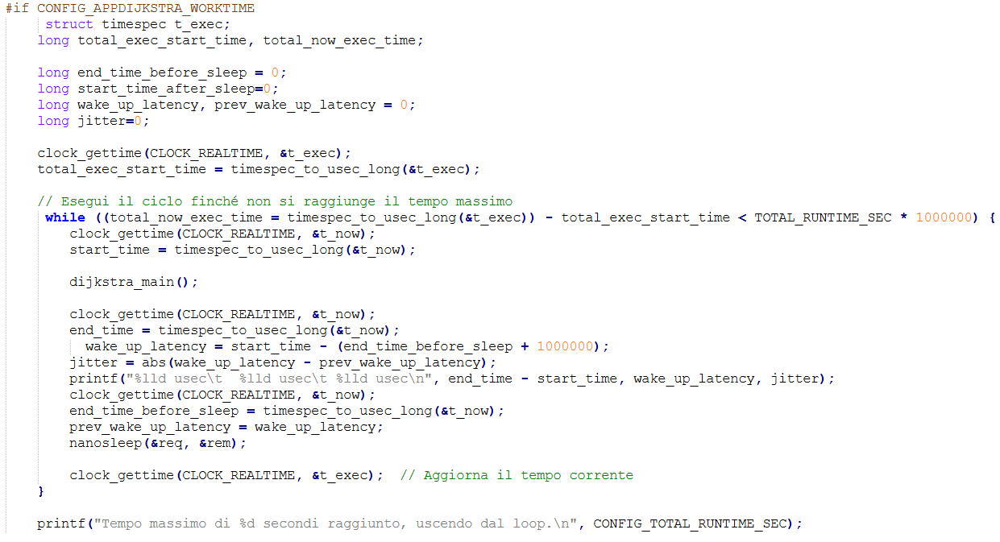 #if CONFIG_APPDIJKSTRA_WORKTIME
struct timespec t_exec;
long total_exec_start_time, total_now_exec_time;
long end_time_before_sleep = 0;
long start_time_after_sleep=0;
long wake_up_latency, prev_wake_up_latency = 0;
long jitter=0;
clock_gettime(CLOCK_REALTIME, &t_exec);
total_exec_start_time = timespec_to_usec_long(&t_exec);
// Esegui il ciclo finché non si raggiunge il tempo massimo
while ((total_now_exec_time = timespec_to_usec_long(&t_exec)) - total_exec_start_time < TOTAL_RUNTIME_SEC * 1000000) {
clock_gettime(CLOCK_REALTIME, &t_now);
start_time = timespec_to_usec_long(&t_now);
dijkstra_main();
clock_gettime(CLOCK_REALTIME, &t_now);
end_time = timespec_to_usec_long(&t_now);
wake_up_latency = start_time - (end_time_before_sleep + 1000000);
jitter = abs(wake_up_latency - prev_wake_up_latency);
printf("%lld usec\t  %lld usec\t %lld usec\n", end_time - start_time, wake_up_latency, jitter);
clock_gettime(CLOCK_REALTIME, &t_now);
end_time_before_sleep = timespec_to_usec_long(&t_now);
prev_wake_up_latency = wake_up_latency;
nanosleep(&req, &rem);
clock_gettime(CLOCK_REALTIME, &t_exec);  // Aggiorna il tempo corrente
}
printf("Tempo massimo di %d secondi raggiunto, uscendo dal loop.\n", CONFIG_TOTAL_RUNTIME_SEC);